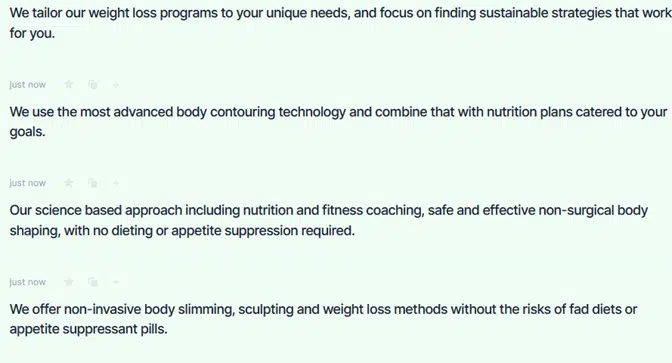 We tailor our weight loss programs to your unique needs, and focus on finding sustainable strategies that work
for you.
just now
We use the most advanced body contouring technology and combine that with nutrition plans catered to your
goals.
just now
Our science based approach including nutrition and fitness coaching, safe and effective non-surgical body
shaping, with no dieting or appetite suppression required.
just now
We offer non-invasive body slimming, sculpting and weight loss methods without the risks of fad diets or
appetite suppressant pills.